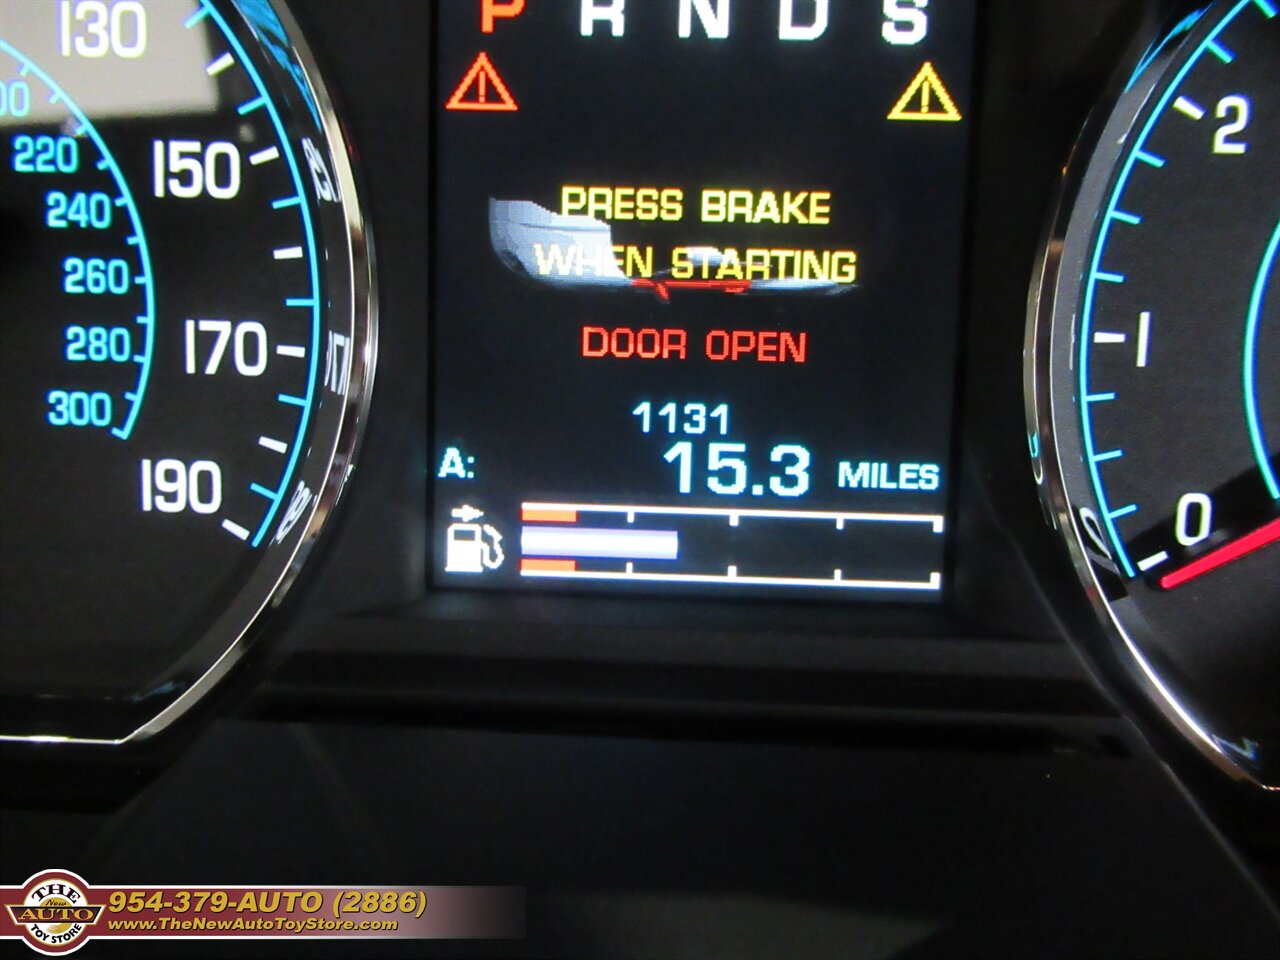 P R N D S
130
150
170
190
220
240
260
280
300
2
1
0
PRESS BRAKE
WHEN STARTING
DOOR OPEN
1131
A: 15.3 MILES
THE
New
AUTO
TOY STORE
954-379-AUTO (2886)
www.TheNewAutoToyStore.com